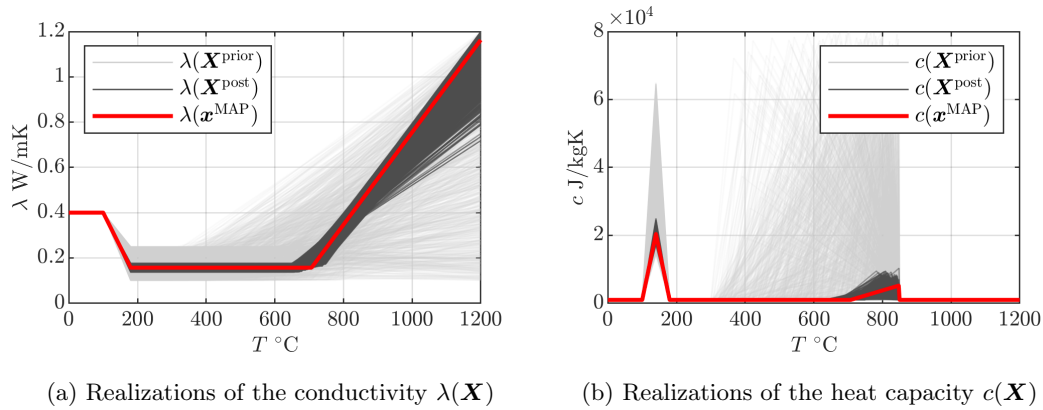 1.2
1
0.8
0.6
0.4
0.2
0
λ W/mK
λ(X^prior)
λ(X^post)
λ(x^MAP)
0 200 400 600 800 1000 1200
T °C
(a) Realizations of the conductivity λ(X)
×10^4
8
6
4
2
0
c J/kgK
c(X^prior)
c(X^post)
c(x^MAP)
0 200 400 600 800 1000 1200
T °C
(b) Realizations of the heat capacity c(X)